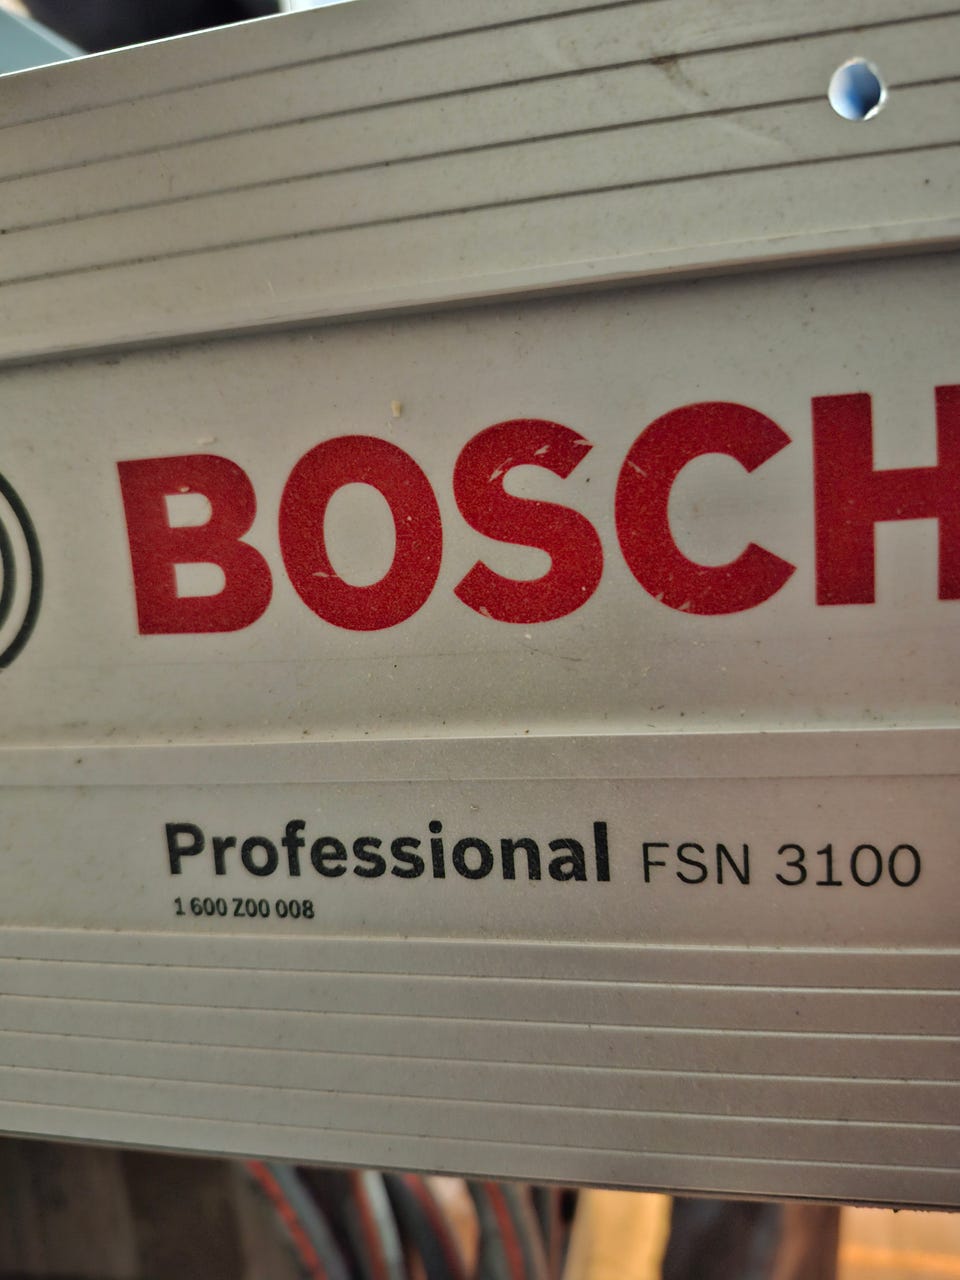 BOSCH
Professional FSN 3100
1 600 Z00 008